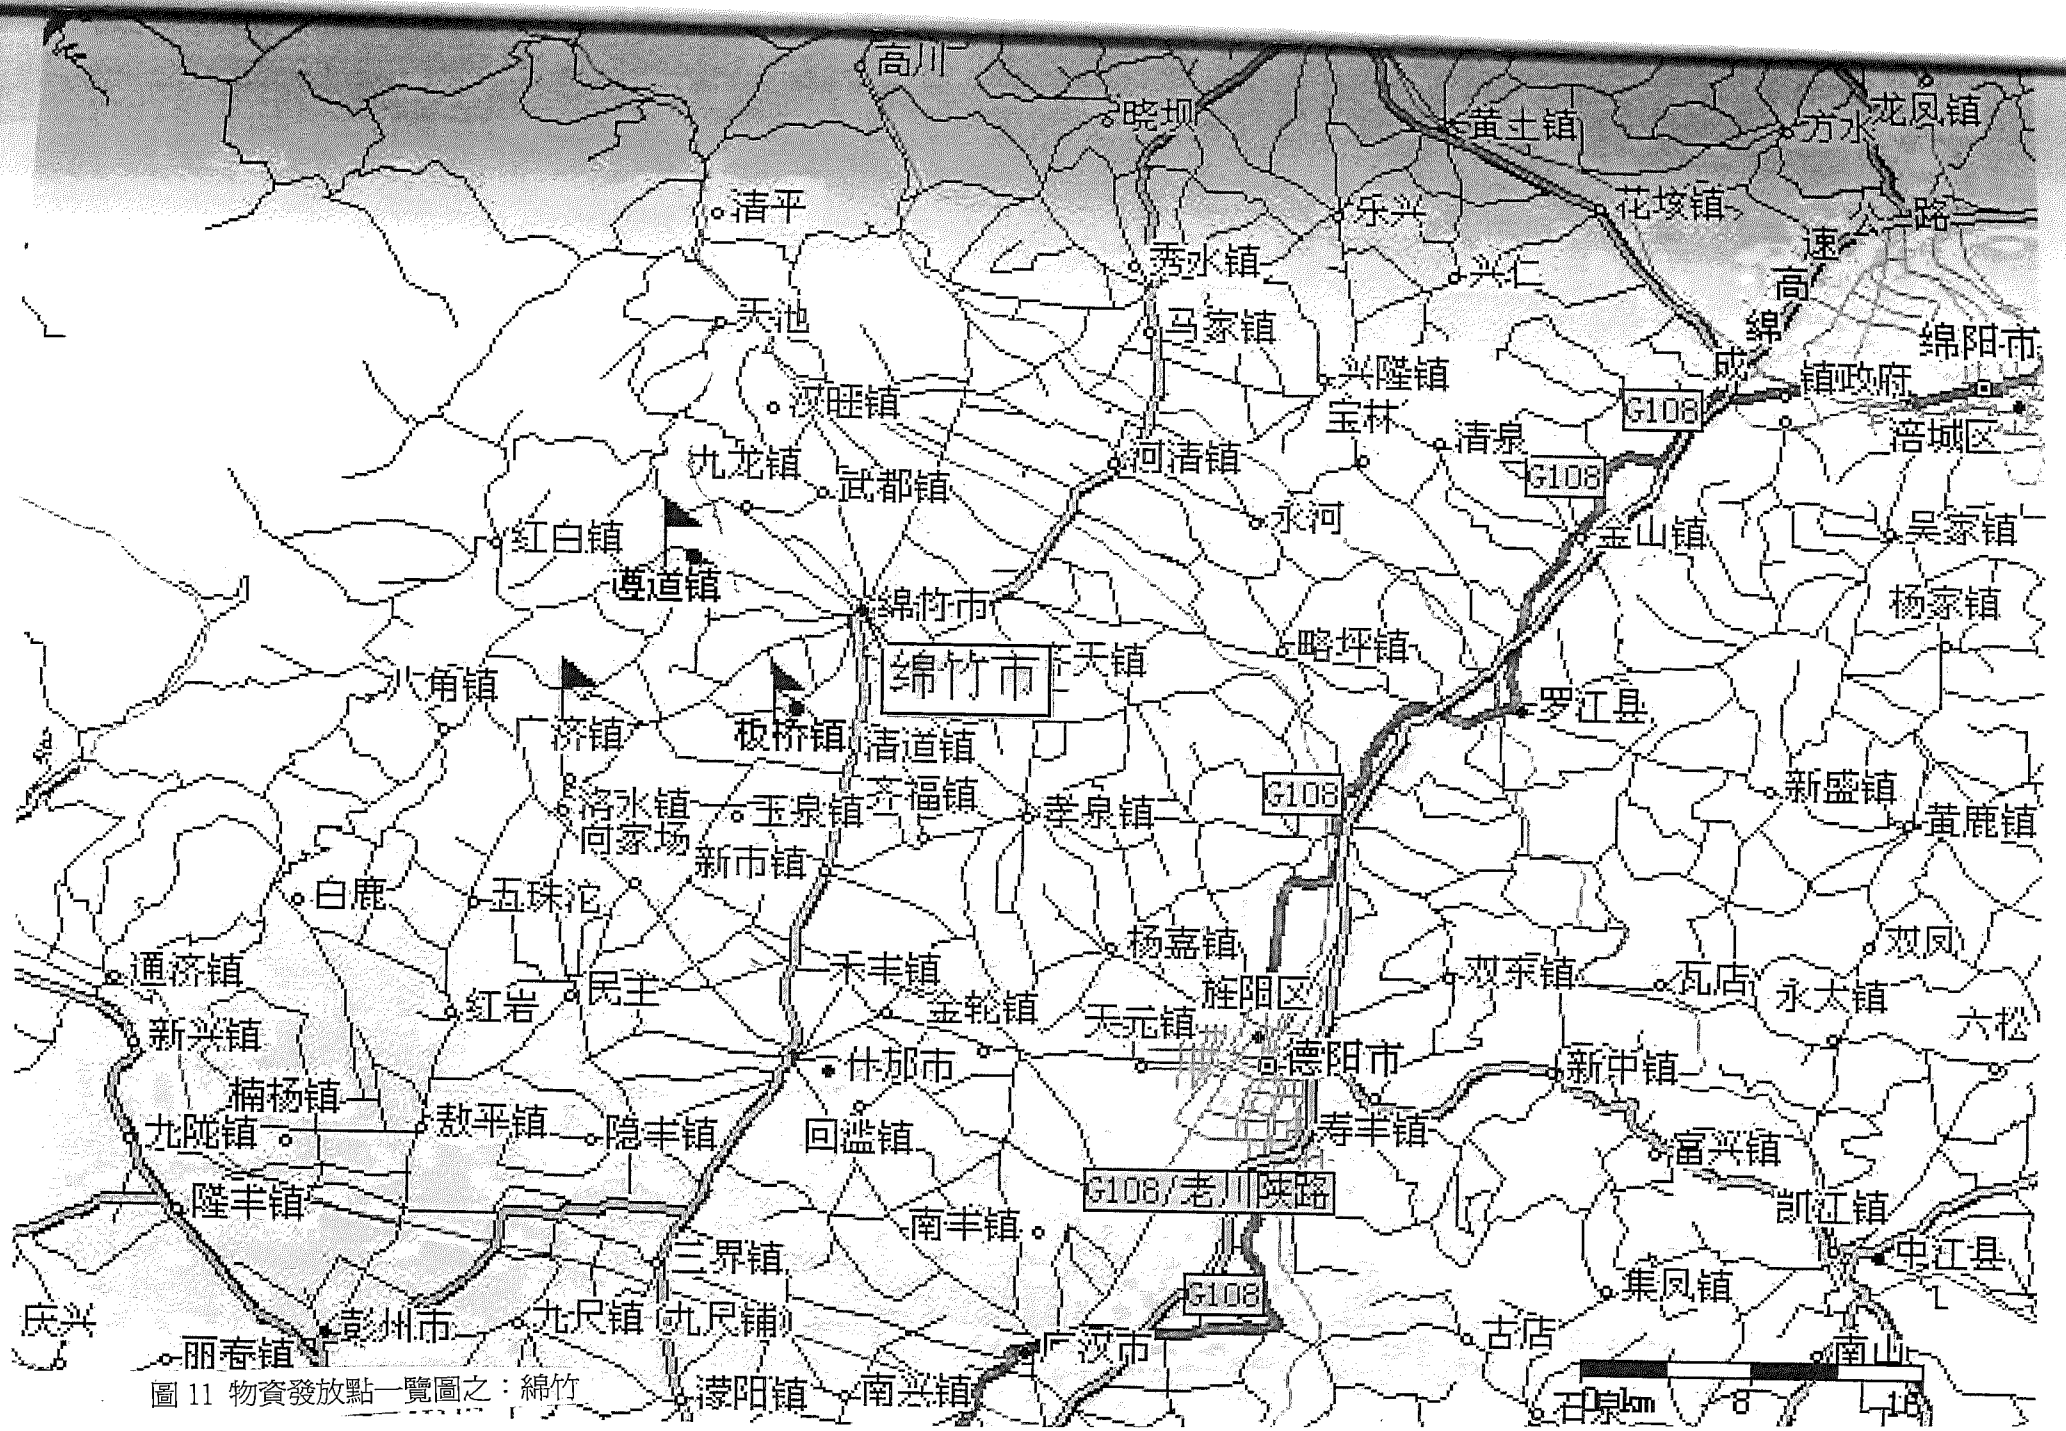 高川
晓坝
黄土镇
方水
龙凤镇
清平
乐兴
花垓镇
公路
速
秀水镇
兴仁
高
天池
马家镇
绵
绵阳市
成
兴隆镇
镇政府
汉旺镇
宝林
G108
清泉
涪城区
九龙镇
武都镇
河清镇
G108
红白镇
永河
金山镇
吴家镇
遵道镇
绵竹市
杨家镇
绵竹市
天镇
略坪镇
角镇
罗江县
济镇
板桥镇
清道镇
G108
新盛镇
洛水镇
玉泉镇
齐福镇
孝泉镇
黄鹿镇
向家场
新市镇
白鹿
五珠沱
杨嘉镇
双凤
通济镇
禾丰镇
双东镇
瓦店
红岩
民主
旌阳区
永太镇
新兴镇
金轮镇
天元镇
六松
什邡市
德阳市
新中镇
楠杨镇
九陇镇
敖平镇
隐丰镇
回澜镇
寿丰镇
富兴镇
隆丰镇
G108/老川陕路
凯江镇
南丰镇
三界镇
中江县
集凤镇
G108
庆兴
彭州市
九尺镇
九尺铺
广汉市
古店
丽春镇
南山
圖 11 物資發放點一覽圖之：綿竹
濛阳镇
南兴镇
0 km 8 16
石泉